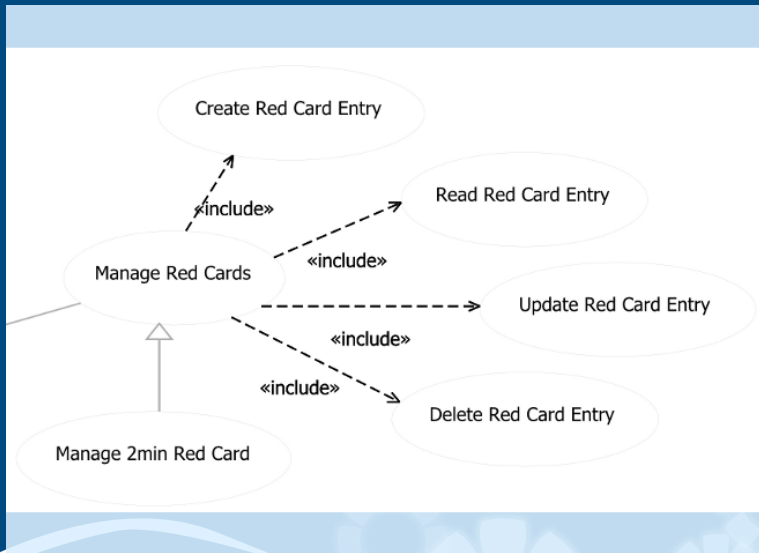 Create Red Card Entry
Read Red Card Entry
«include»
«include»
Manage Red Cards
Update Red Card Entry
«include»
«include»
Delete Red Card Entry
Manage 2min Red Card